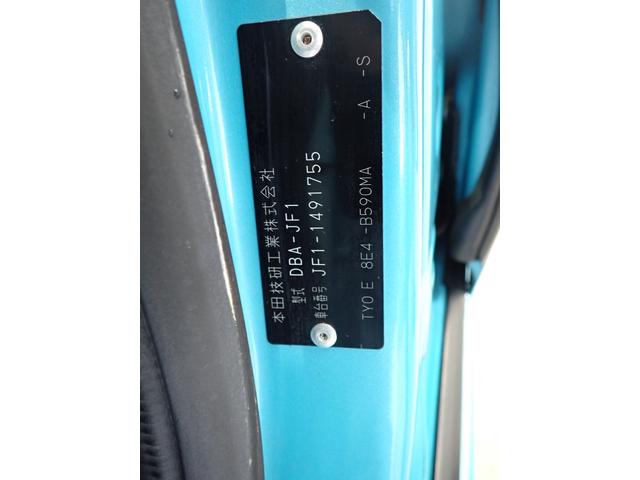 本田技研工業株式会社
型式 DBA-JF1
車台番号 JF1-1491755
TY0 E 8E4 -B590MA -A -S